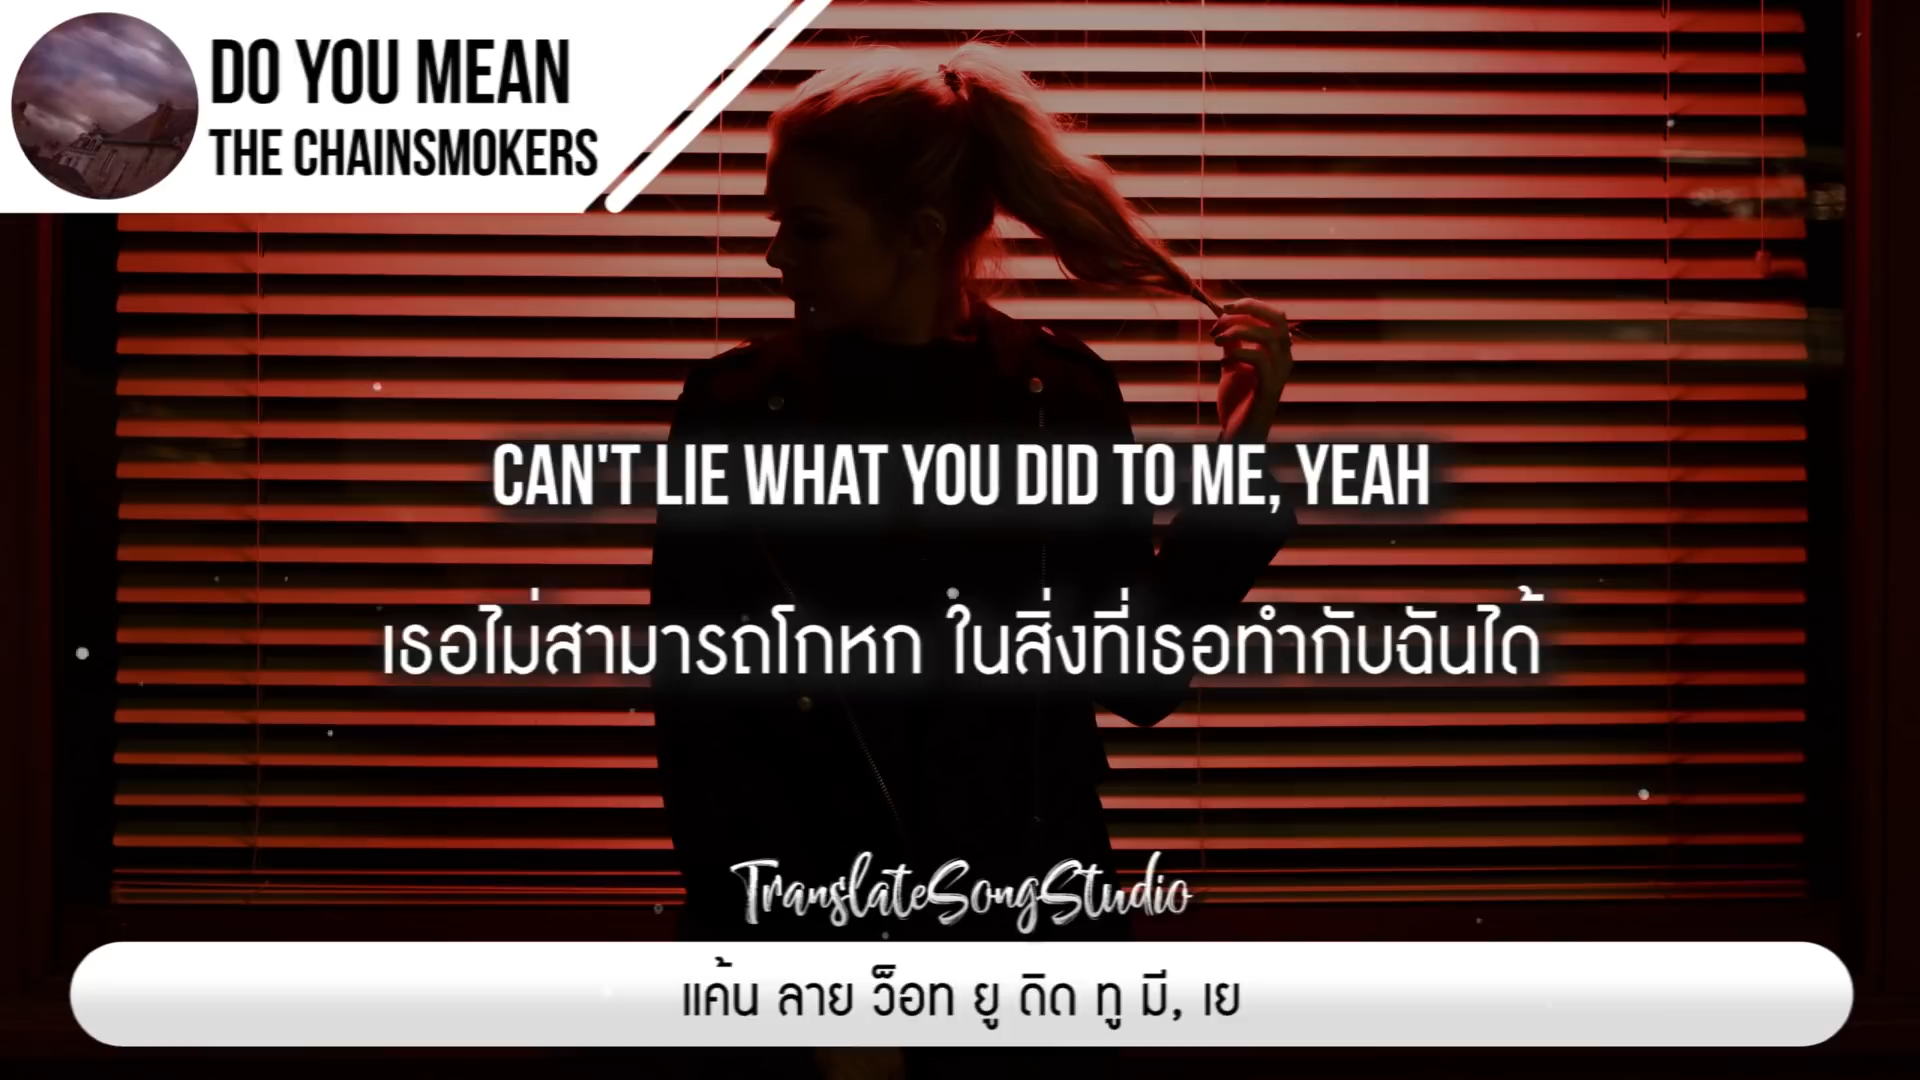 DO YOU MEAN
THE CHAINSMOKERS
CAN'T LIE WHAT YOU DID TO ME, YEAH
เธอไม่สามารถโกหก ในสิ่งที่เธอทำกับฉันได้
TranslateSongStudio
แค้น ลาย ว็อท ยู ดิด ทู มี, เย